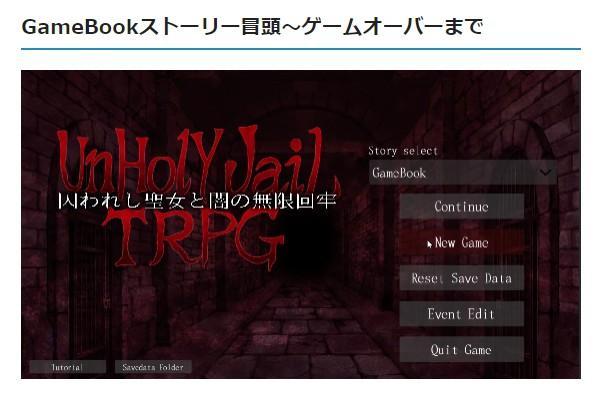 GameBookストーリー冒頭～ゲームオーバーまで
UnHolY JaiL
囚われし聖女と闇の無限回牢
TRPG
Story select
GameBook
Continue
New Game
Reset Save Data
Event Edit
Quit Game
Tutorial
Savedata Folder